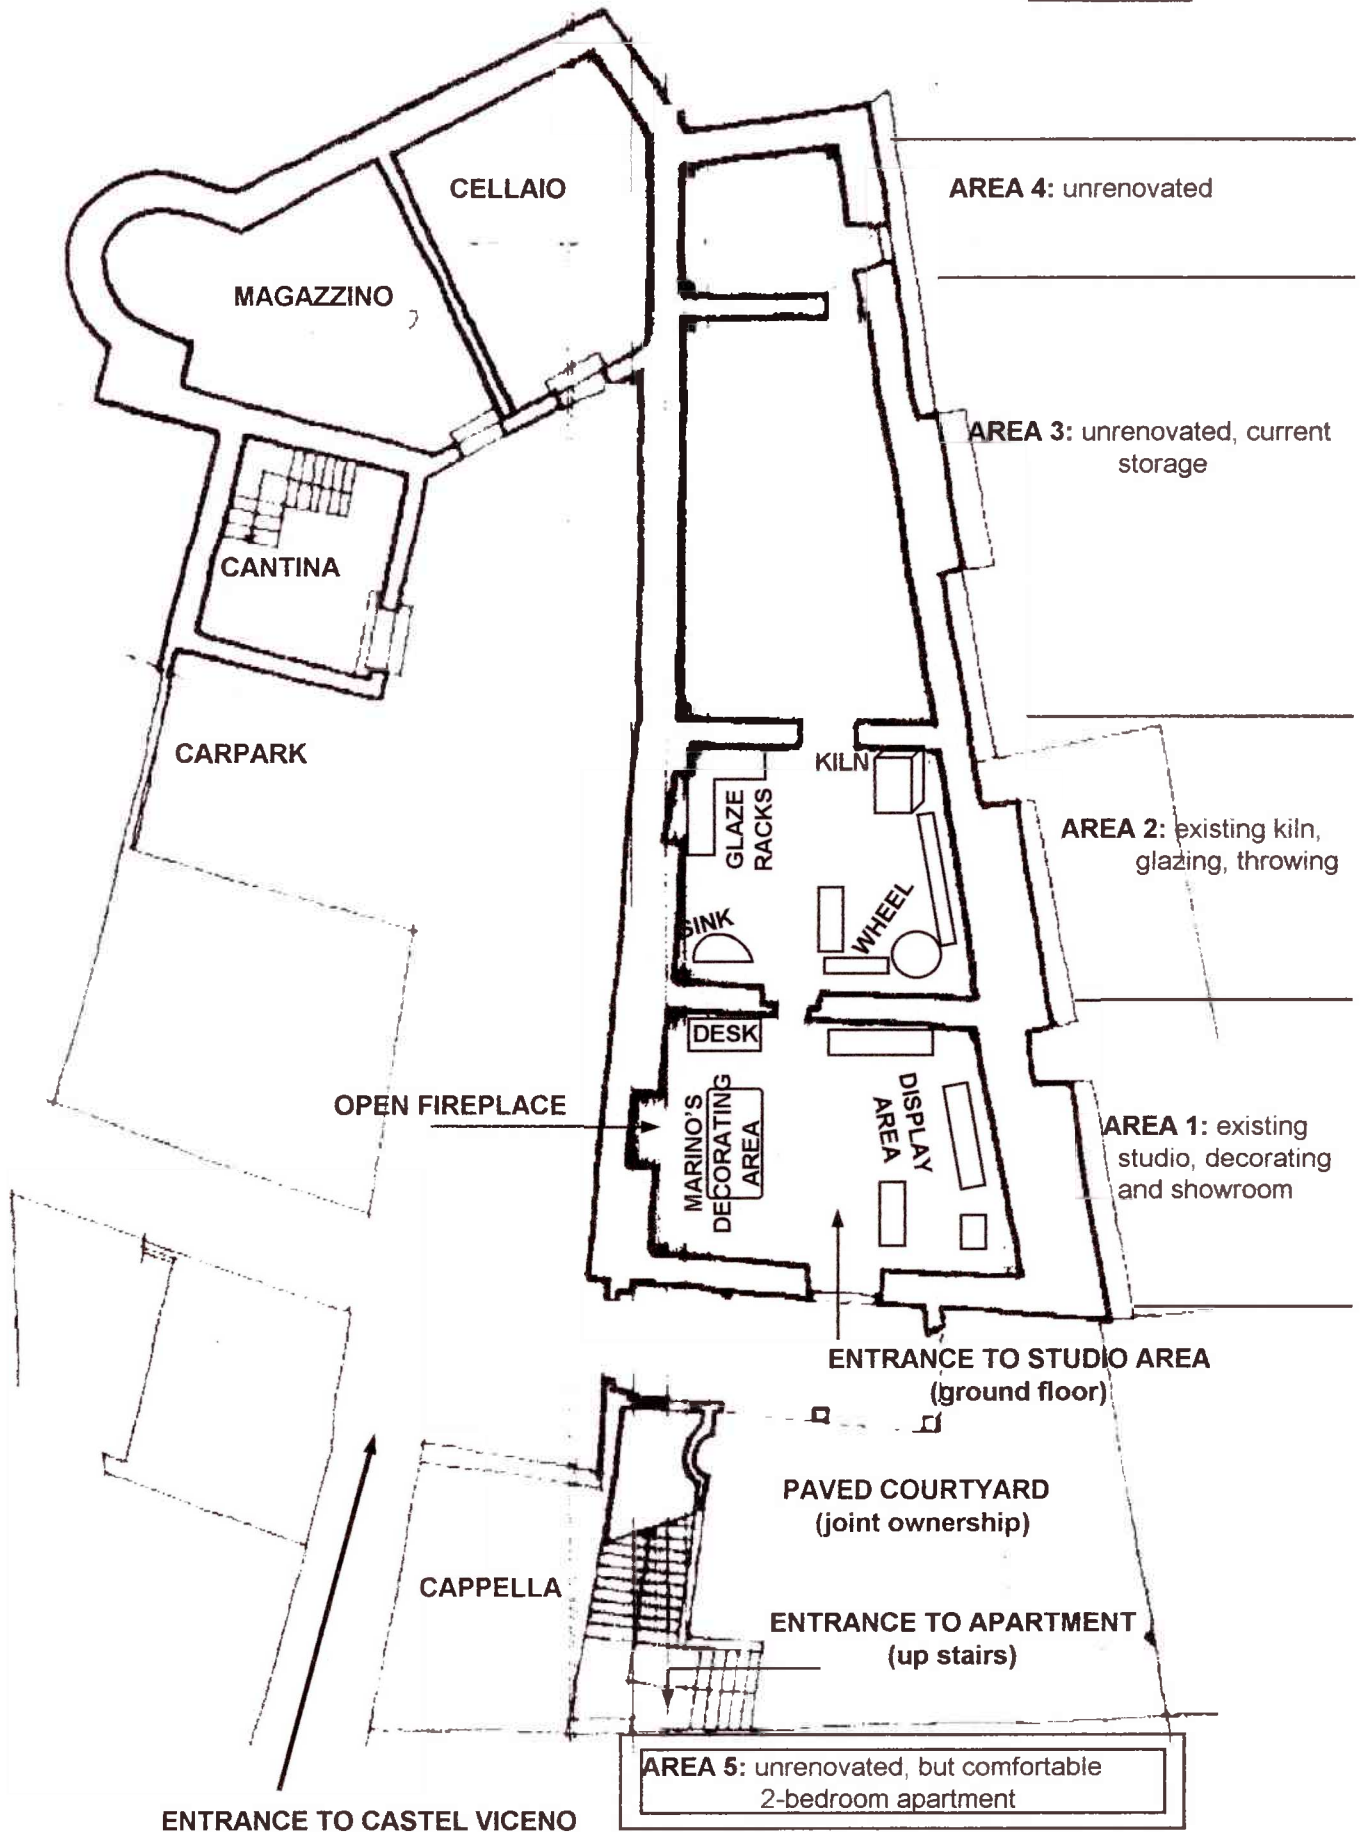 CELLAIO
AREA 4: unrenovated
MAGAZZINO
AREA 3: unrenovated, current
storage
CANTINA
CARPARK
KILN
GLAZE
RACKS
AREA 2: existing kiln,
glazing, throwing
SINK
WHEEL
DESK
OPEN FIREPLACE
MARINO'S
DECORATING
AREA
DISPLAY
AREA
AREA 1: existing
studio, decorating
and showroom
ENTRANCE TO STUDIO AREA
(ground floor)
PAVED COURTYARD
(joint ownership)
CAPPELLA
ENTRANCE TO APARTMENT
(up stairs)
AREA 5: unrenovated, but comfortable
2-bedroom apartment
ENTRANCE TO CASTEL VICENO